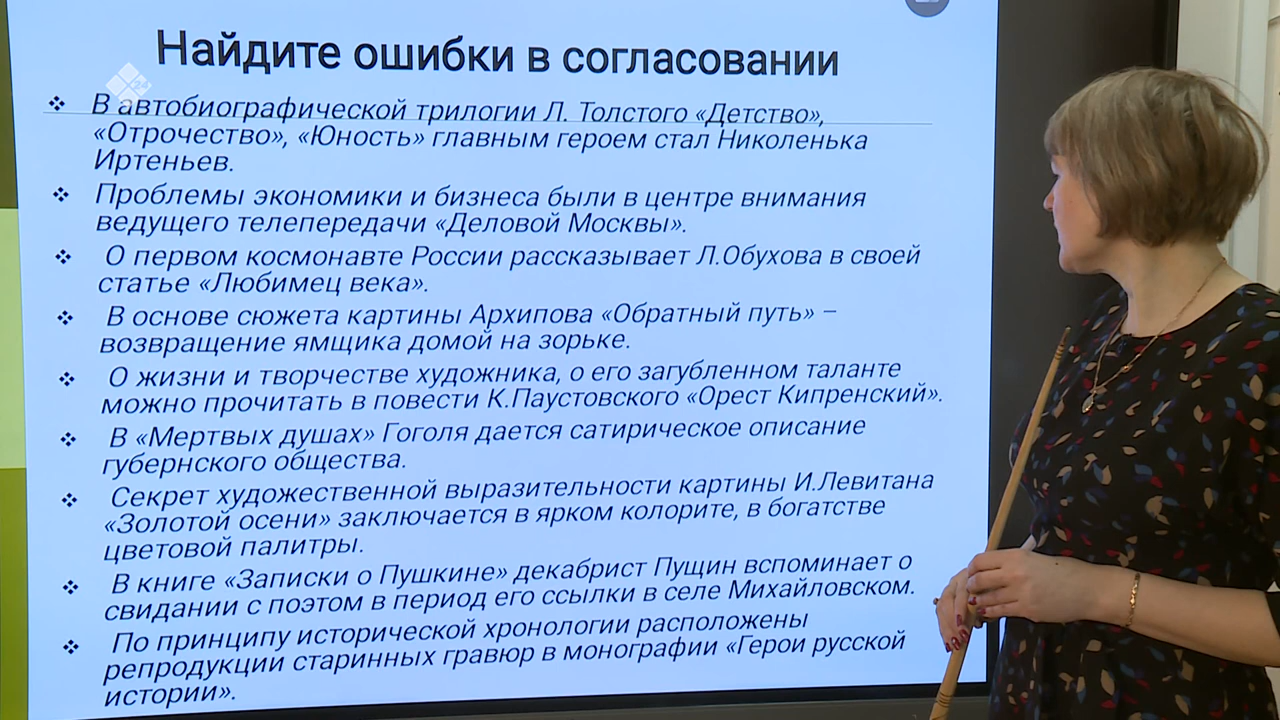 Найдите ошибки в согласовании
24
В автобиографической трилогии Л. Толстого «Детство»,
«Отрочество», «Юность» главным героем стал Николенька
Иртеньев.
Проблемы экономики и бизнеса были в центре внимания
ведущего телепередачи «Деловой Москвы».
О первом космонавте России рассказывает Л.Обухова в своей
статье «Любимец века».
В основе сюжета картины Архипова «Обратный путь» –
возвращение ямщика домой на зорьке.
О жизни и творчестве художника, о его загубленном таланте
можно прочитать в повести К.Паустовского «Орест Кипренский».
В «Мертвых душах» Гоголя дается сатирическое описание
губернского общества.
Секрет художественной выразительности картины И.Левитана
«Золотой осени» заключается в ярком колорите, в богатстве
цветовой палитры.
В книге «Записки о Пушкине» декабрист Пущин вспоминает о
свидании с поэтом в период его ссылки в селе Михайловском.
По принципу исторической хронологии расположены
репродукции старинных гравюр в монографии «Герои русской
истории».